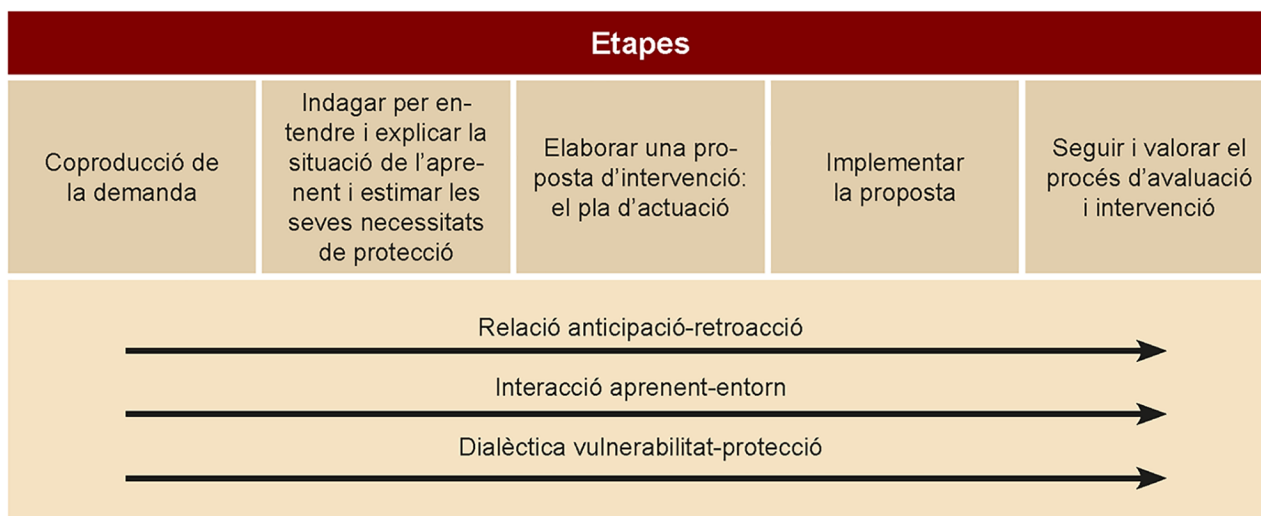 Etapes
Coproducció de
la demanda
Indagar per en-
tendre i explicar la
situació de l’apre-
nent i estimar les
seves necessitats
de protecció
Elaborar una pro-
posta d’intervenció:
el pla d’actuació
Implementar
la proposta
Seguir i valorar el
procés d’avaluació
i intervenció
Relació anticipació-retroacció
Interacció aprenent-entorn
Dialèctica vulnerabilitat-protecció